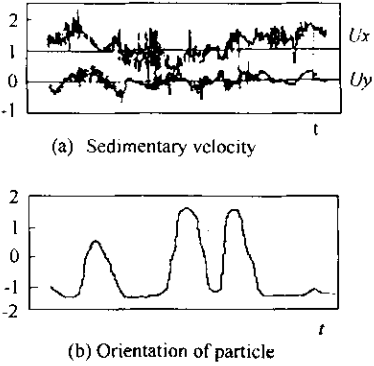 2
1
0
-1
Ux
Uy
t
(a) Sedimentary velocity
2
1
0
-1
-2
t
(b) Orientation of particle